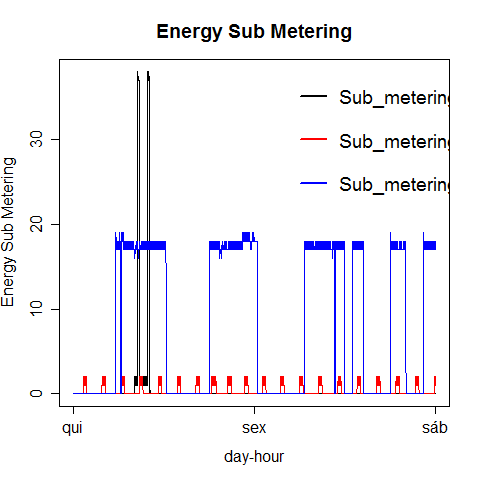 Energy Sub Metering
Sub_metering
Sub_metering
Sub_metering
Energy Sub Metering
0
10
20
30
qui
sex
sáb
day-hour